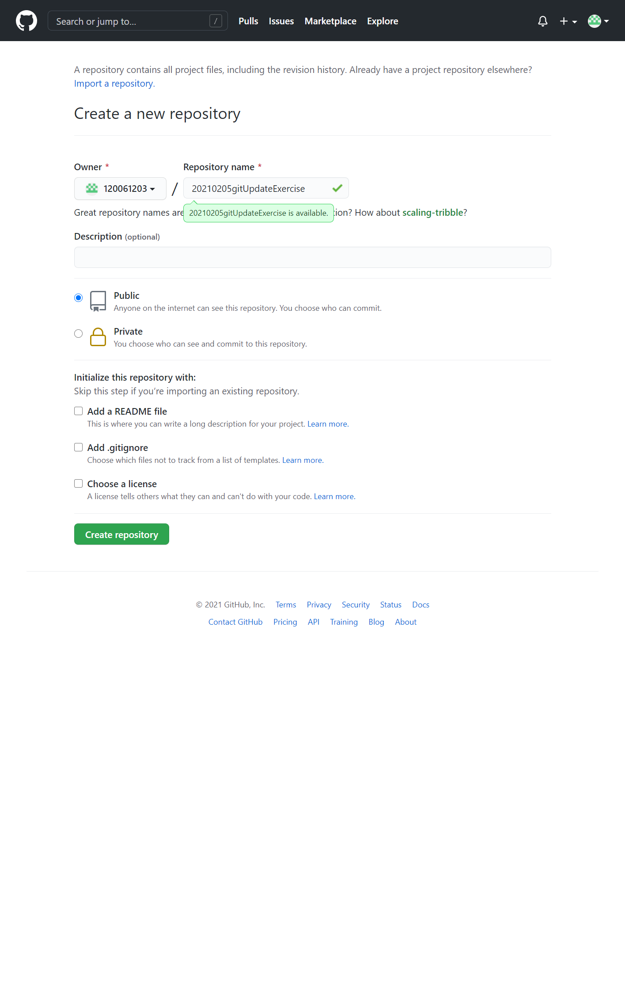 Search or jump to... / Pulls Issues Marketplace Explore
A repository contains all project files, including the revision history. Already have a project repository elsewhere?
Import a repository.
Create a new repository
Owner * Repository name *
120061203 / 20210205gitUpdateExercise
Great repository names are 20210205gitUpdateExercise is available. tion? How about scaling-tribble?
Description (optional)
Public
Anyone on the internet can see this repository. You choose who can commit.
Private
You choose who can see and commit to this repository.
Initialize this repository with:
Skip this step if you’re importing an existing repository.
Add a README file
This is where you can write a long description for your project. Learn more.
Add .gitignore
Choose which files not to track from a list of templates. Learn more.
Choose a license
A license tells others what they can and can't do with your code. Learn more.
Create repository
© 2021 GitHub, Inc. Terms Privacy Security Status Docs
Contact GitHub Pricing API Training Blog About